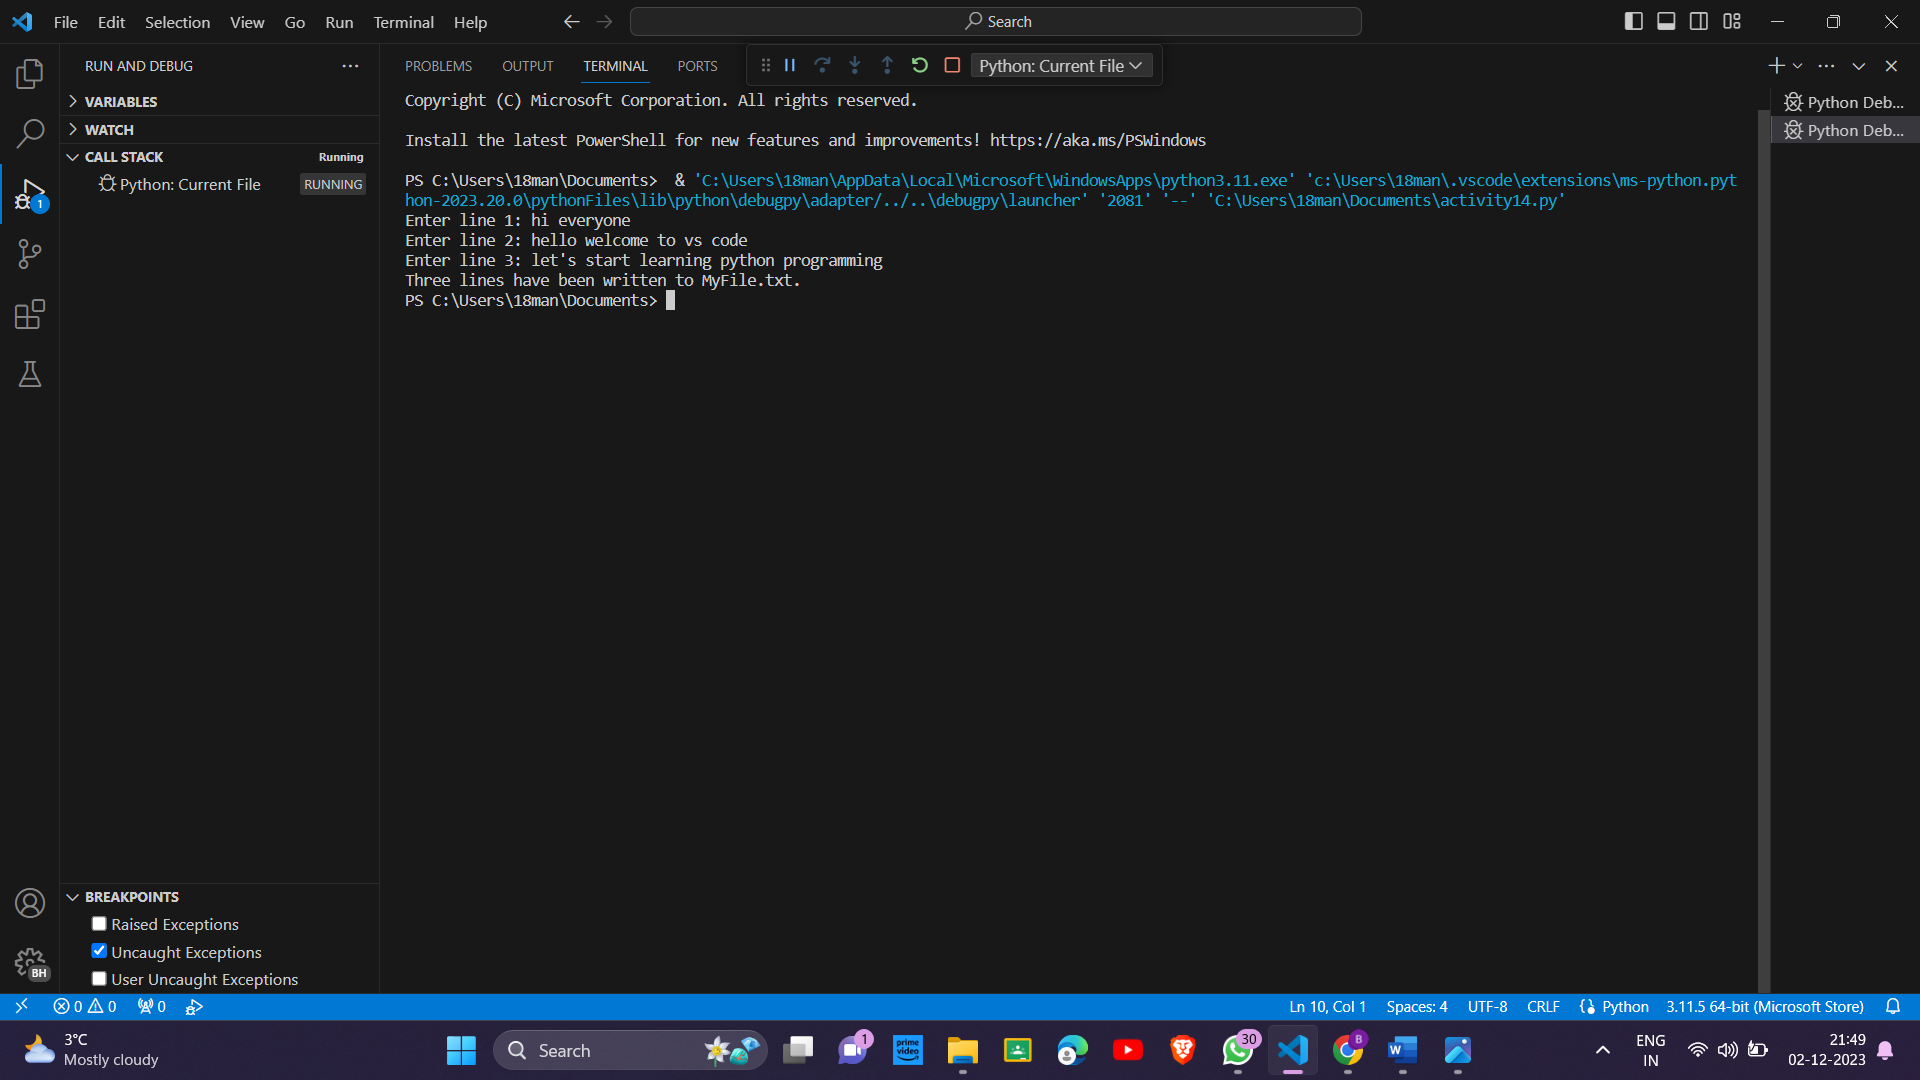 File Edit Selection View Go Run Terminal Help
Search
RUN AND DEBUG
PROBLEMS OUTPUT TERMINAL PORTS
Python: Current File
VARIABLES
WATCH
CALL STACK Running
Python: Current File RUNNING
Copyright (C) Microsoft Corporation. All rights reserved.
Install the latest PowerShell for new features and improvements! https://aka.ms/PSWindows
PS C:\Users\18man\Documents>  & 'C:\Users\18man\AppData\Local\Microsoft\WindowsApps\python3.11.exe' 'c:\Users\18man\.vscode\extensions\ms-python.pyt
hon-2023.20.0\pythonFiles\lib\python\debugpy\adapter/../..\debugpy\launcher' '2081' '--' 'C:\Users\18man\Documents\activity14.py'
Enter line 1: hi everyone
Enter line 2: hello welcome to vs code
Enter line 3: let's start learning python programming
Three lines have been written to MyFile.txt.
PS C:\Users\18man\Documents>
Python Deb...
Python Deb...
1
BREAKPOINTS
Raised Exceptions
Uncaught Exceptions
User Uncaught Exceptions
BH
0 0 0
Ln 10, Col 1 Spaces: 4 UTF-8 CRLF Python 3.11.5 64-bit (Microsoft Store)
3°C
Mostly cloudy
Search
1
prime video
30
B
W
ENG
IN
21:49
02-12-2023